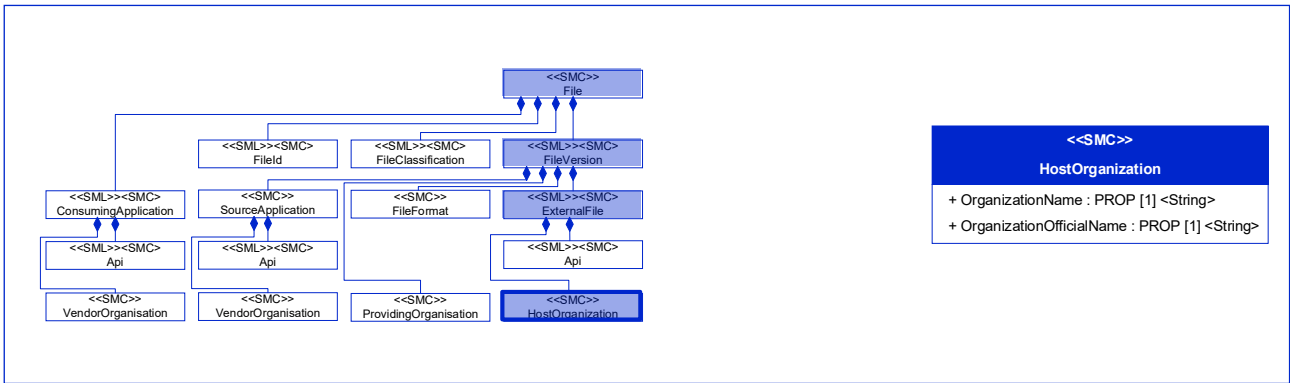 <<SMC>>
File
<<SML>><SMC>
FileId
<<SML>><SMC>
FileClassification
<<SML>><SMC>
FileVersion
<<SML>><SMC>
ConsumingApplication
<<SMC>>
SourceApplication
<<SMC>>
FileFormat
<<SML>><SMC>
ExternalFile
<<SML>><SMC>
Api
<<SML>><SMC>
Api
<<SML>><SMC>
Api
<<SMC>>
VendorOrganisation
<<SMC>>
VendorOrganisation
<<SMC>>
ProvidingOrganisation
<<SMC>>
HostOrganization
<<SMC>>
HostOrganization
+ OrganizationName : PROP [1] <String>
+ OrganizationOfficialName : PROP [1] <String>